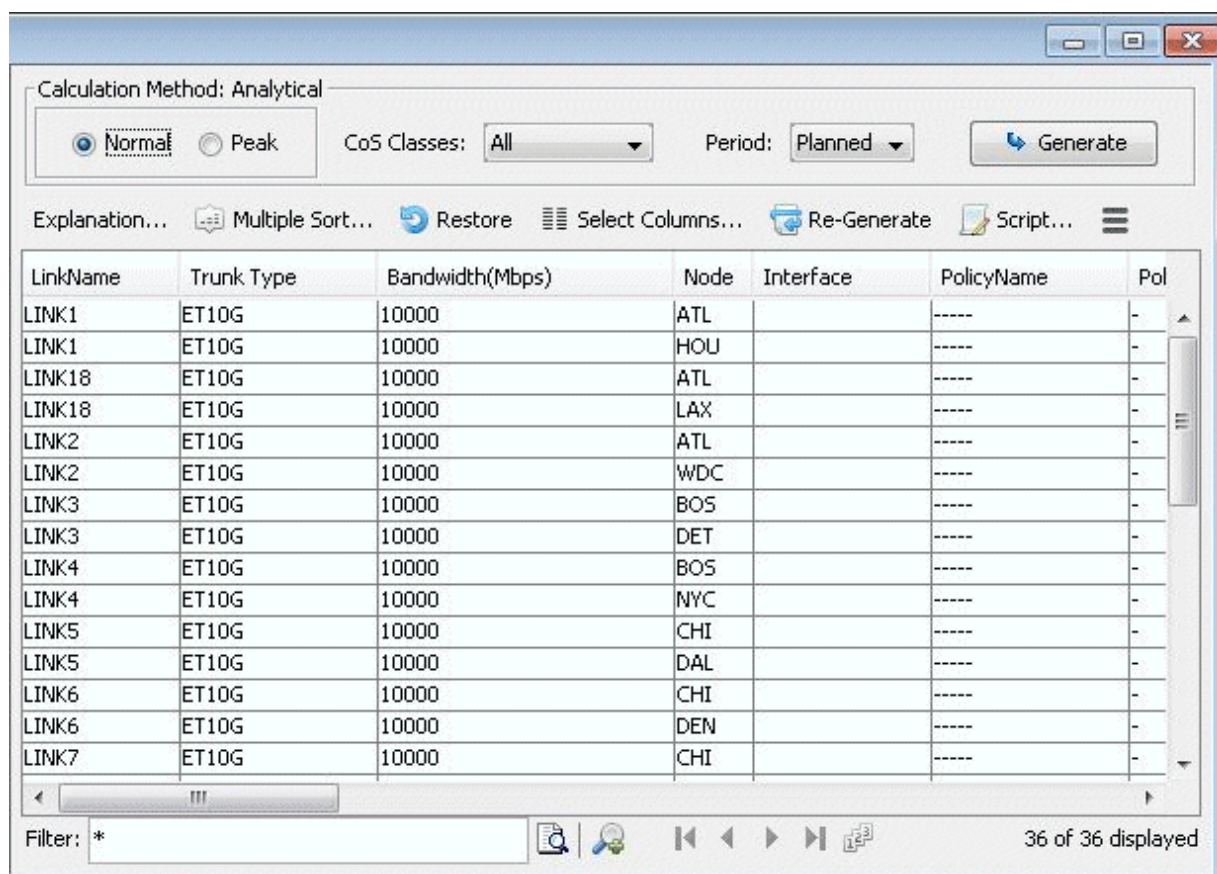 Calculation Method: Analytical
Normal Peak CoS Classes: All Period: Planned Generate
Explanation... Multiple Sort... Restore Select Columns... Re-Generate Script...
LinkName Trunk Type Bandwidth(Mbps) Node Interface PolicyName Pol
LINK1 ET10G 10000 ATL ----- -
LINK1 ET10G 10000 HOU ----- -
LINK18 ET10G 10000 ATL ----- -
LINK18 ET10G 10000 LAX ----- -
LINK2 ET10G 10000 ATL ----- -
LINK2 ET10G 10000 WDC ----- -
LINK3 ET10G 10000 BOS ----- -
LINK3 ET10G 10000 DET ----- -
LINK4 ET10G 10000 BOS ----- -
LINK4 ET10G 10000 NYC ----- -
LINK5 ET10G 10000 CHI ----- -
LINK5 ET10G 10000 DAL ----- -
LINK6 ET10G 10000 CHI ----- -
LINK6 ET10G 10000 DEN ----- -
LINK7 ET10G 10000 CHI ----- -
Filter: * 36 of 36 displayed